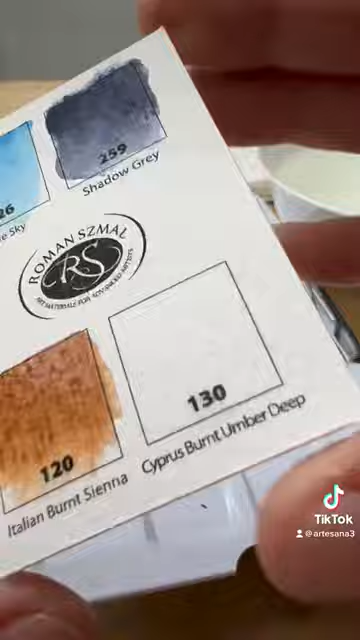 259
Shadow Grey
26
e Sky
ROMAN SZMAL
RS
ART MATERIALS FOR ADVANCED ARTISTS
130
Cyprus Burnt Umber Deep
120
Italian Burnt Sienna
TikTok
@artesana3